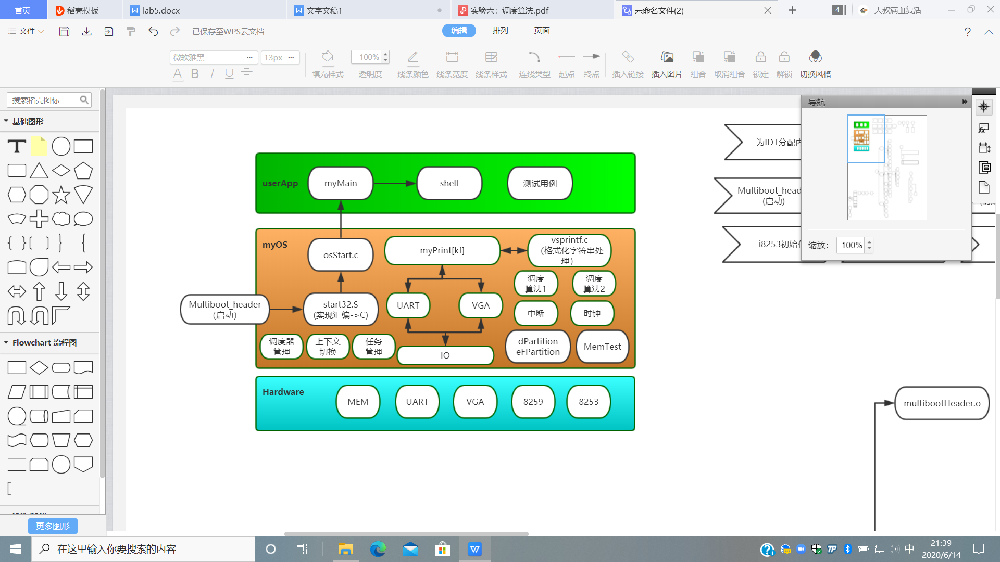 首页
稻壳模板
lab5.docx
文字文稿1
实验六：调度算法.pdf
未命名文件(2)
4
大叔满血复活
文件
已保存至WPS云文档
编辑
排列
页面
微软雅黑
13px
100%
填充样式
透明度
线条颜色
线条宽度
线条样式
连线类型
起点
终点
插入链接
插入图片
组合
取消组合
锁定
解锁
切换风格
搜索稻壳图标
基础图形
Flowchart 流程图
更多图形
导航
缩放：
100%
userApp
myMain
shell
测试用例
myOS
osStart.c
myPrint[kf]
vsprintf.c
（格式化字符串处
理）
调度
算法1
调度
算法2
Multiboot_header
（启动）
start32.S
(实现汇编->C)
UART
VGA
中断
时钟
调度器
管理
上下文
切换
任务
管理
IO
dPartition
eFPartition
MemTest
Hardware
MEM
UART
VGA
8259
8253
为IDT分配内
Multiboot_head
(启动)
i8253初始化
multibootHeader.o
在这里输入你要搜索的内容
中
21:39
2020/6/14